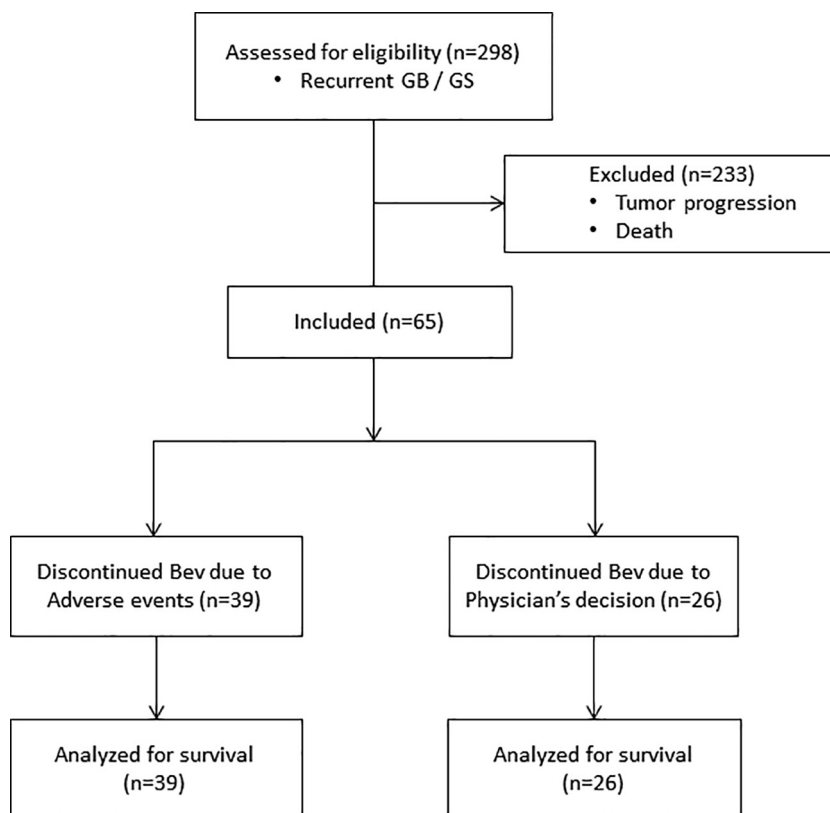 Assessed for eligibility (n=298)
• Recurrent GB / GS
Excluded (n=233)
• Tumor progression
• Death
Included (n=65)
Discontinued Bev due to
Adverse events (n=39)
Discontinued Bev due to
Physician’s decision (n=26)
Analyzed for survival
(n=39)
Analyzed for survival
(n=26)